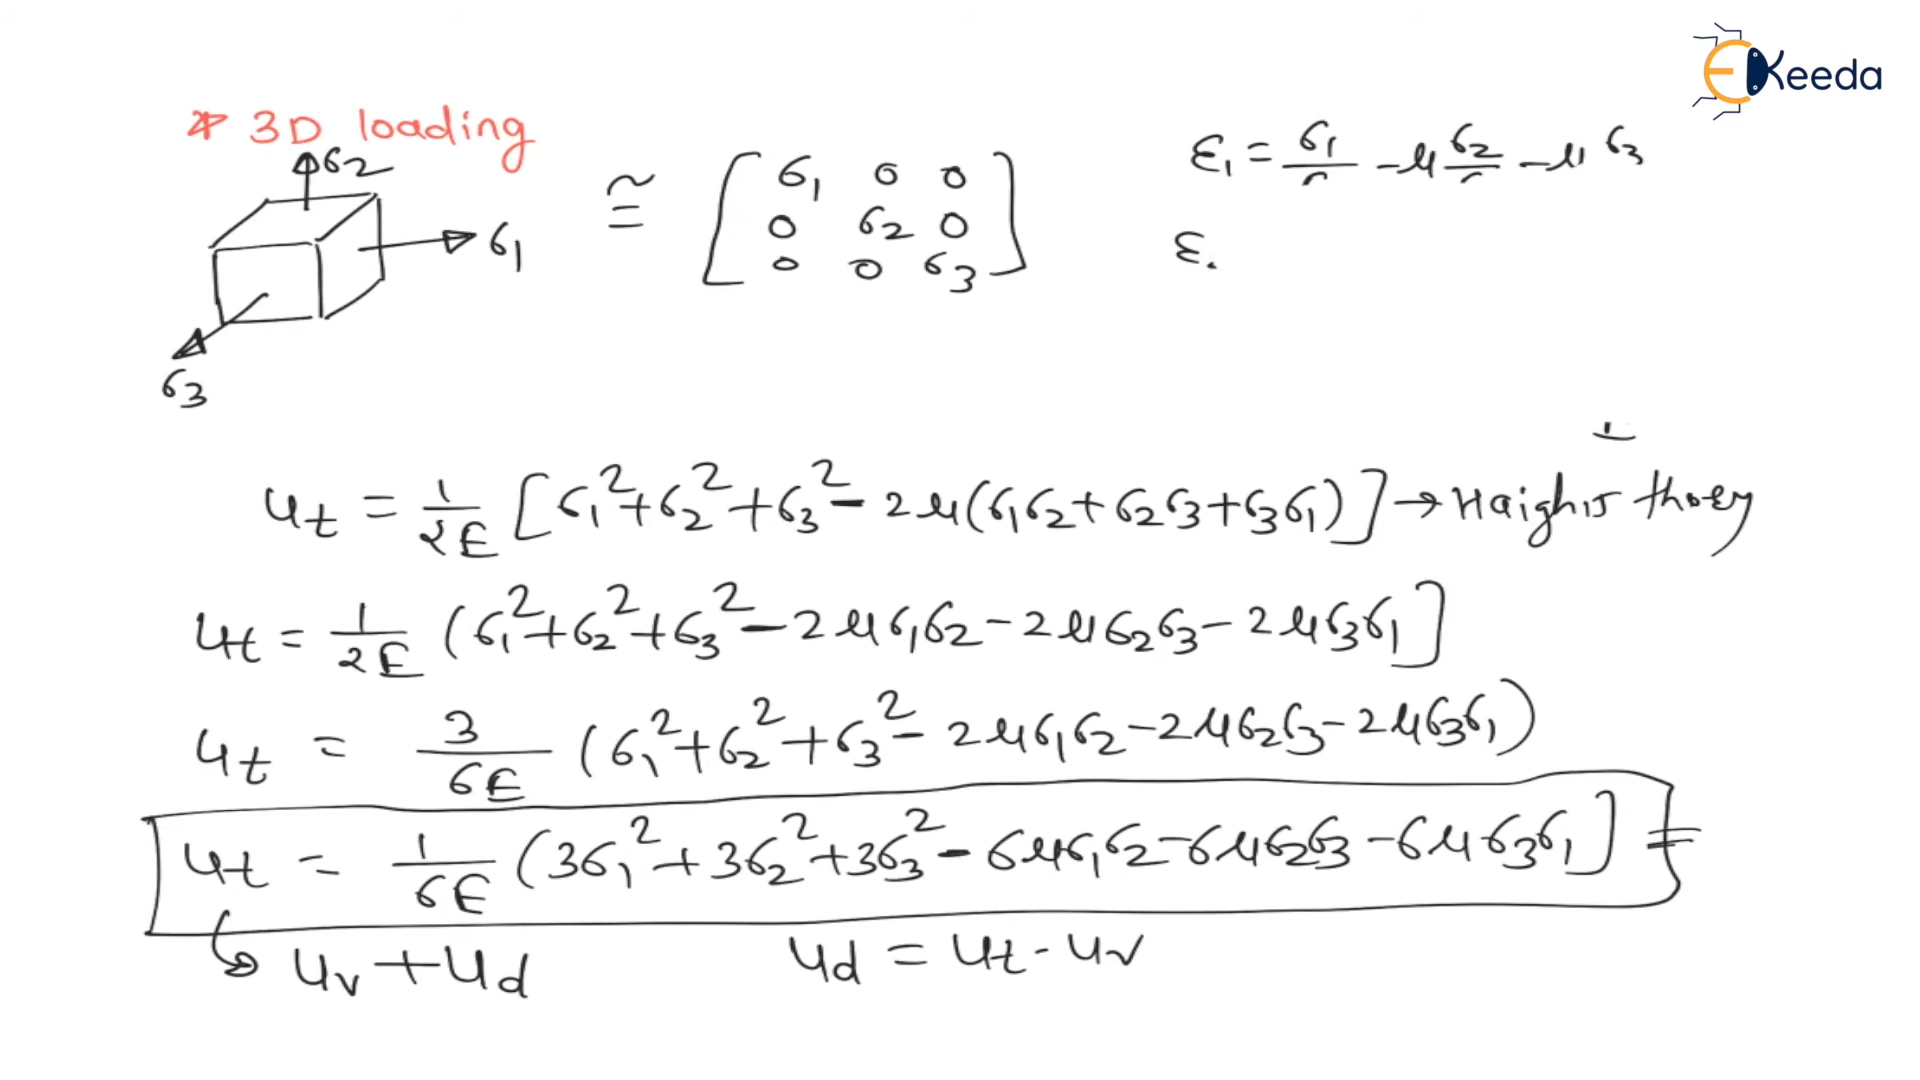 EKeeda
* 3D loading
σ2
σ1
σ3
≅ [ σ1 0 0
0 σ2 0
0 0 σ3 ]
ε1 = σ1/ - μ σ2/ - μ σ3
ε
ut = 1/2E [σ1² + σ2² + σ3² - 2μ(σ1σ2 + σ2σ3 + σ3σ1)] → Haigh's thoey
ut = 1/2E (σ1² + σ2² + σ3² - 2μσ1σ2 - 2μσ2σ3 - 2μσ3σ1]
ut = 3/6E (σ1² + σ2² + σ3² - 2μσ1σ2 - 2μσ2σ3 - 2μσ3σ1)
ut = 1/6E (3σ1² + 3σ2² + 3σ3² - 6μσ1σ2 - 6μσ2σ3 - 6μσ3σ1] =
↳ uv + ud
ud = ut - uv